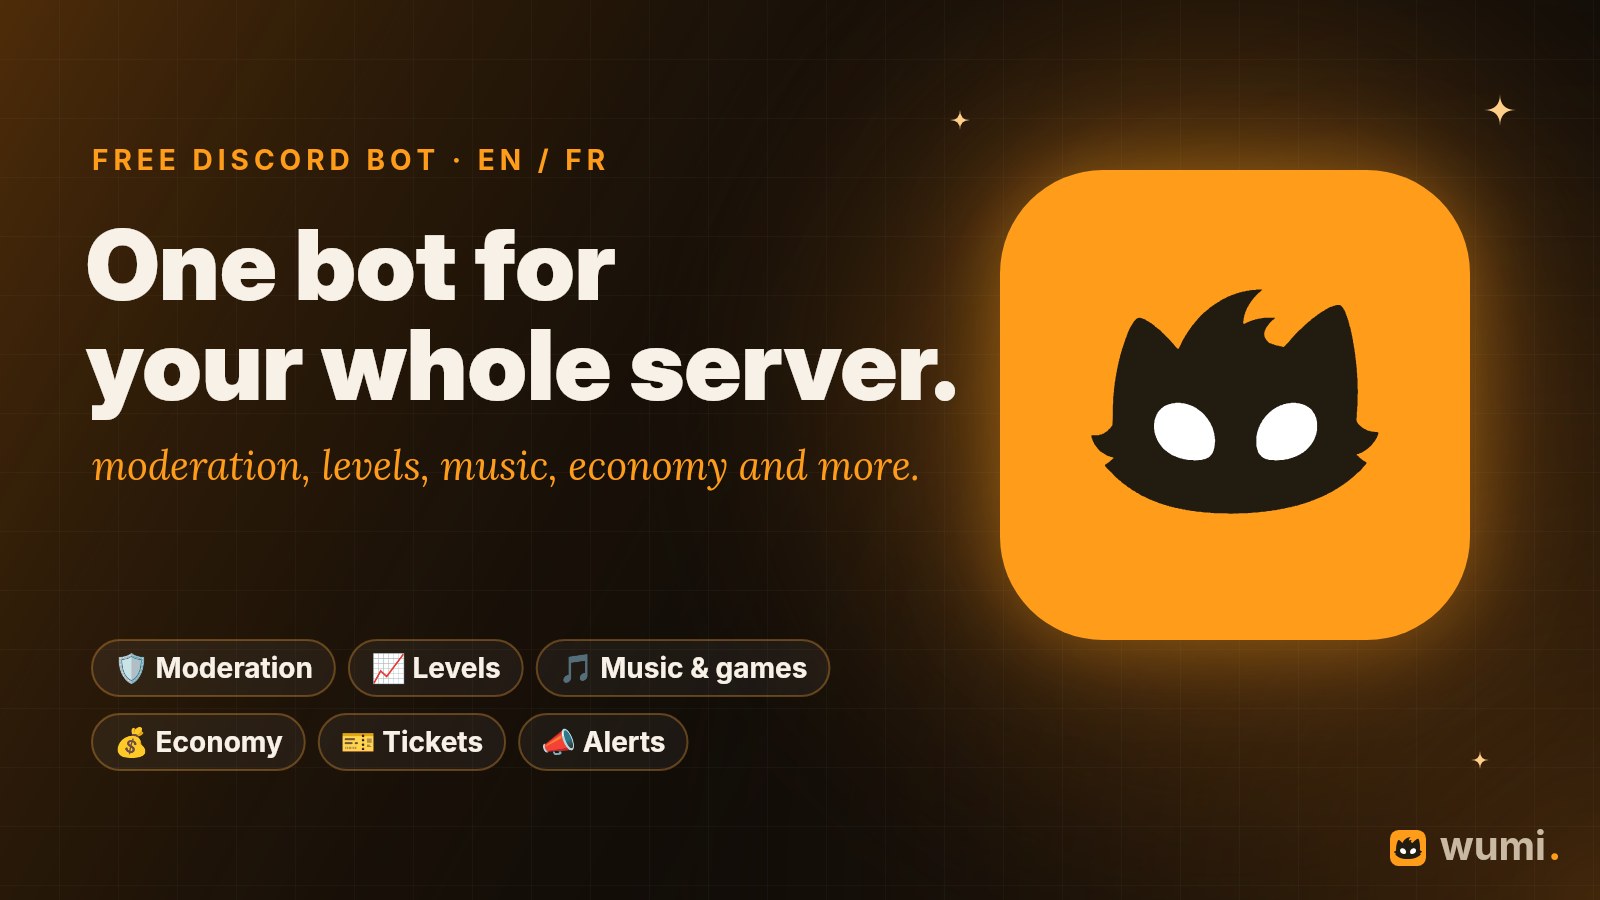 FREE DISCORD BOT · EN / FR
One bot for
your whole server.
moderation, levels, music, economy and more.
🛡️ Moderation
📈 Levels
🎵 Music & games
💰 Economy
🎫 Tickets
📣 Alerts
wumi.